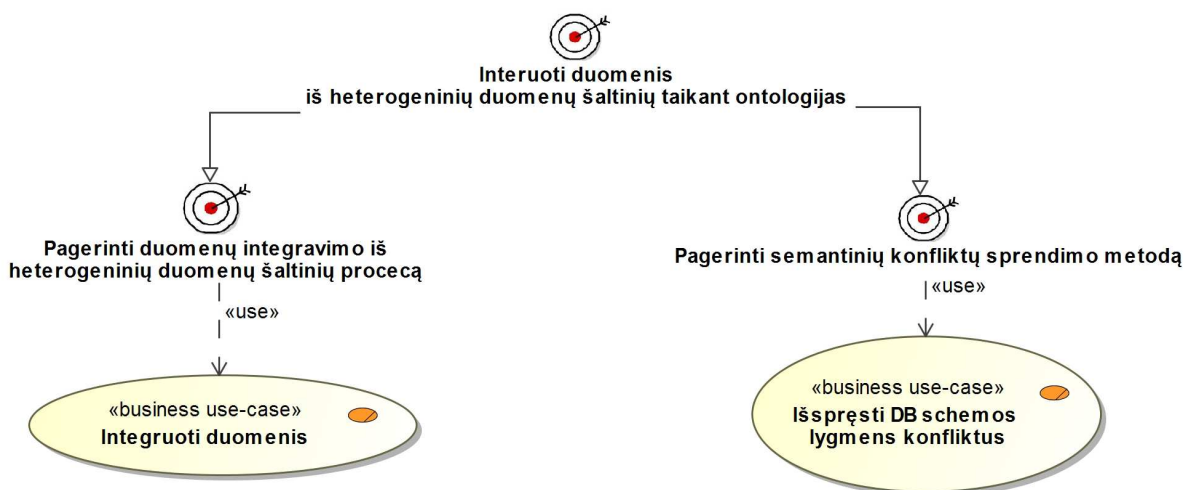 Interuoti duomenis
iš heterogeninių duomenų šaltinių taikant ontologijas
Pagerinti duomenų integravimo iš
heterogeninių duomenų šaltinių procecą
Pagerinti semantinių konfliktų sprendimo metodą
«use»
«use»
«business use-case»
Integruoti duomenis
«business use-case»
Išspręsti DB schemos
lygmens konfliktus